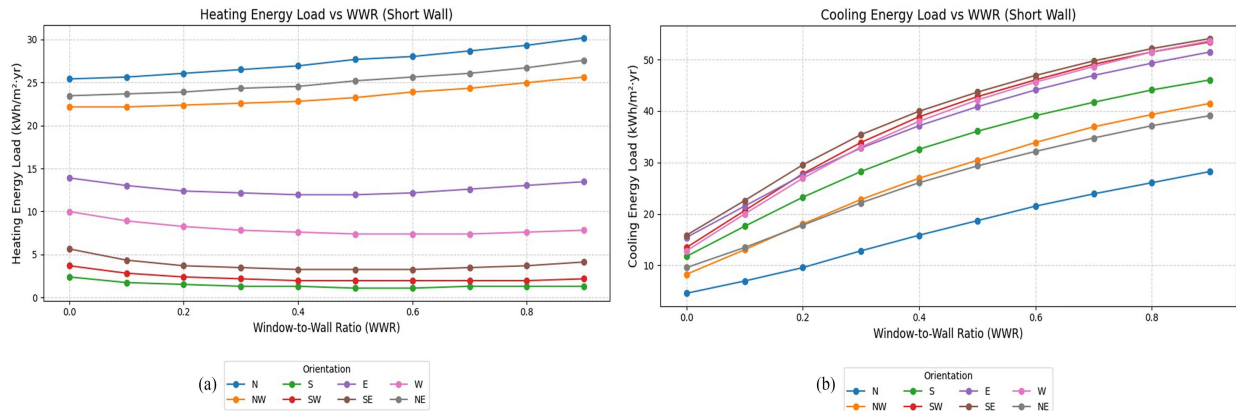 Heating Energy Load vs WWR (Short Wall)
Heating Energy Load (kWh/m²·yr)
30
25
20
15
10
5
0
0.0 0.2 0.4 0.6 0.8
Window-to-Wall Ratio (WWR)
(a)
Orientation
N S E W
NW SW SE NE
Cooling Energy Load vs WWR (Short Wall)
Cooling Energy Load (kWh/m²·yr)
50
40
30
20
10
0.0 0.2 0.4 0.6 0.8
Window-to-Wall Ratio (WWR)
(b)
Orientation
N S E W
NW SW SE NE